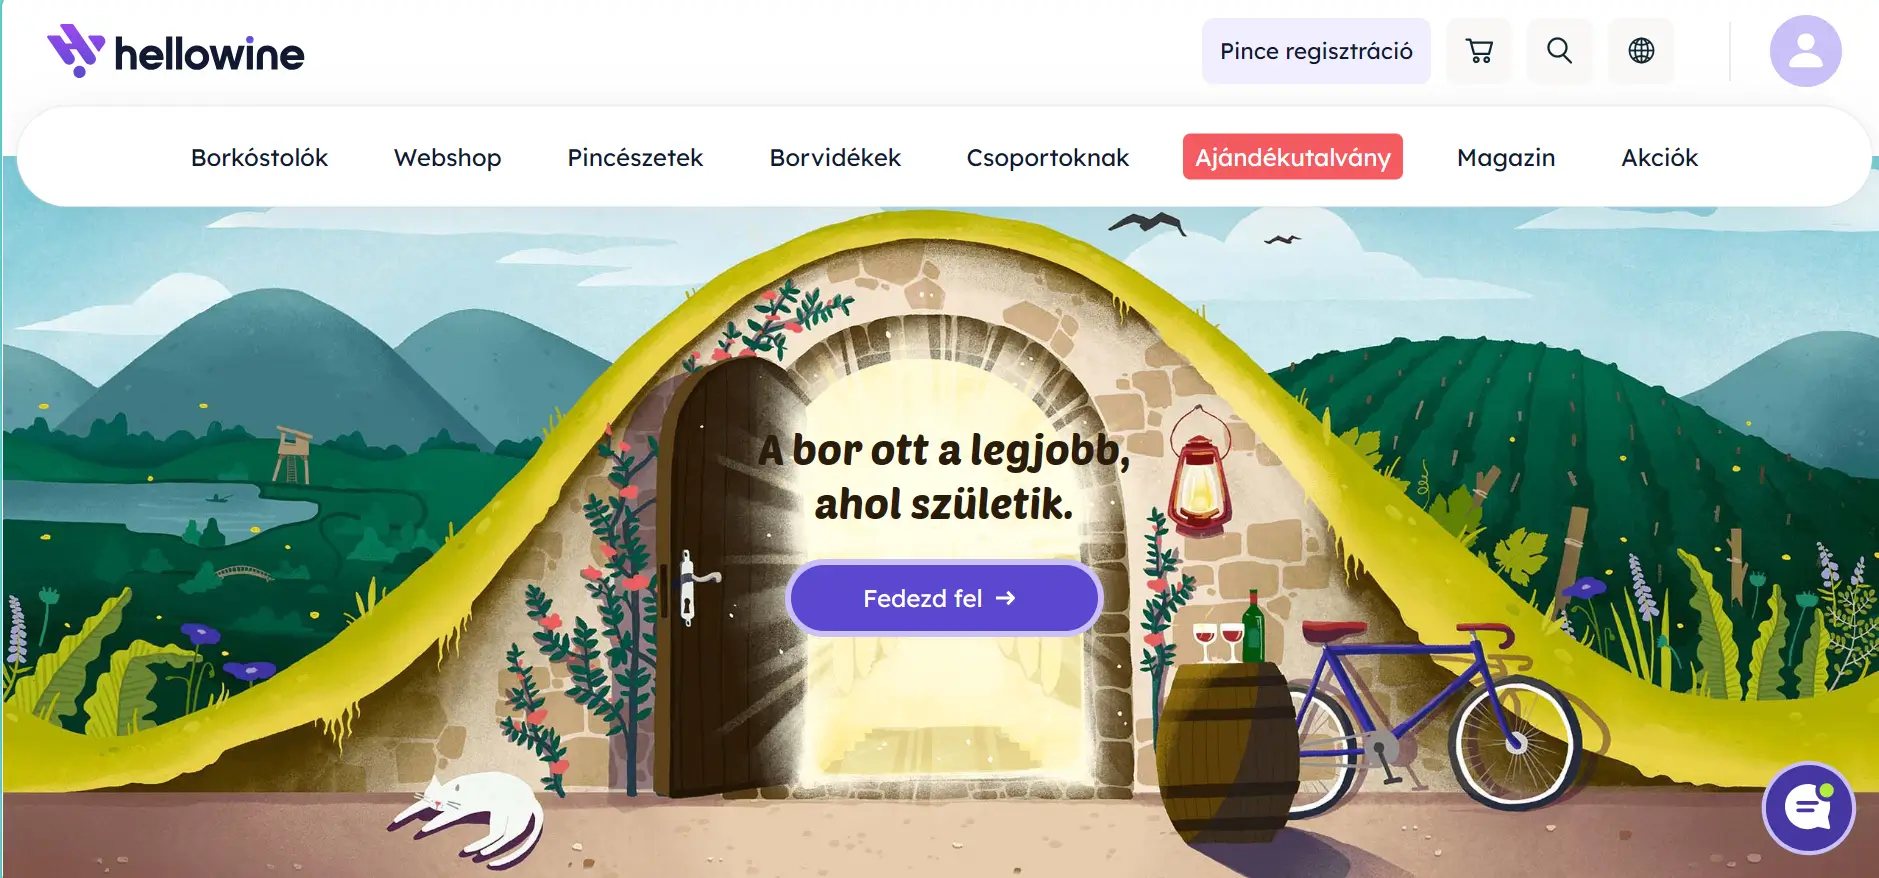 hellowine
Pince regisztráció
Borkóstolók
Webshop
Pincészetek
Borvidékek
Csoportoknak
Ajándékutalvány
Magazin
Akciók
A bor ott a legjobb,
ahol születik.
Fedezd fel →